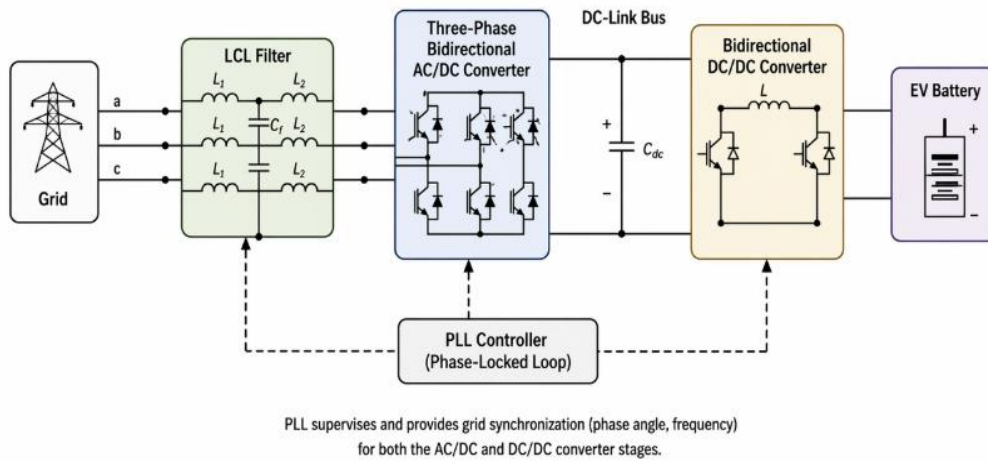 DC-Link Bus
LCL Filter
Three-Phase
Bidirectional
AC/DC Converter
Bidirectional
DC/DC Converter
EV Battery
Grid
a
b
c
L₁
L₂
L₁
L₂
L₁
L₂
C_f
+
C_dc
−
L
+
−
PLL Controller
(Phase-Locked Loop)
PLL supervises and provides grid synchronization (phase angle, frequency)
for both the AC/DC and DC/DC converter stages.